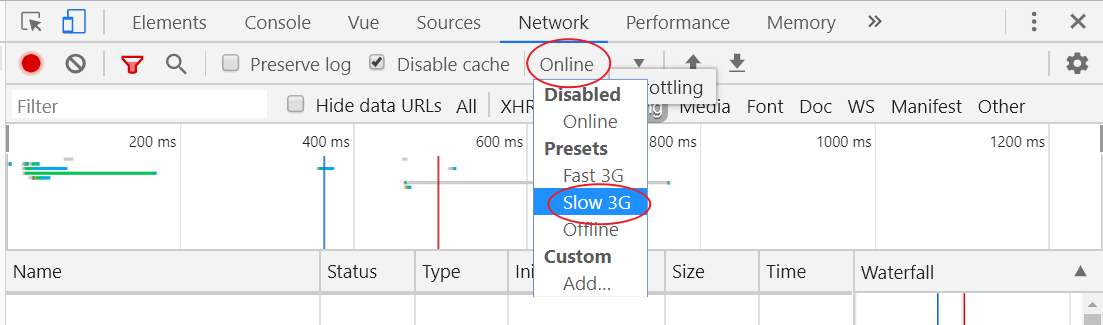 Elements Console Vue Sources Network Performance Throttling Memory »
Preserve log Disable cache Online
rottling
Filter Hide data URLs All XHR Media Font Doc WS Manifest Other
Disabled
Online
Presets
Fast 3G
Slow 3G
Offline
Custom
Add...
200 ms 400 ms 600 ms 800 ms 1000 ms 1200 ms
Name Status Type Ini Size Time Waterfall